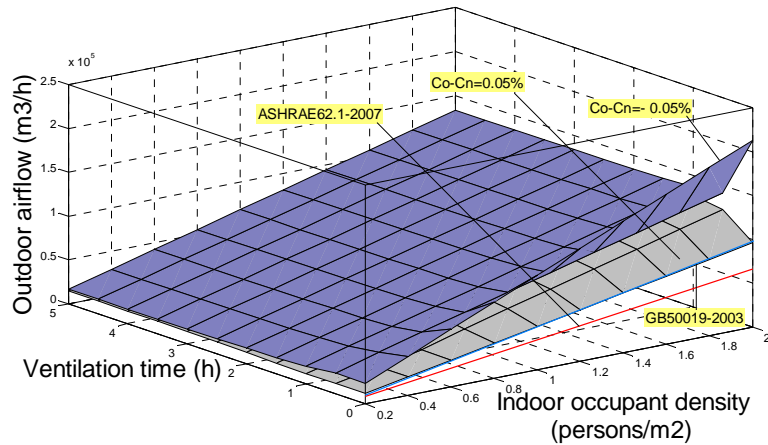 x 10^5
2.5
2
1.5
1
0.5
0
Outdoor airflow (m3/h)
Co-Cn=0.05%
ASHRAE62.1-2007
Co-Cn=- 0.05%
GB50019-2003
5
4
3
2
1
0
Ventilation time (h)
0.2
0.4
0.6
0.8
1
1.2
1.4
1.6
1.8
2
Indoor occupant density
(persons/m2)